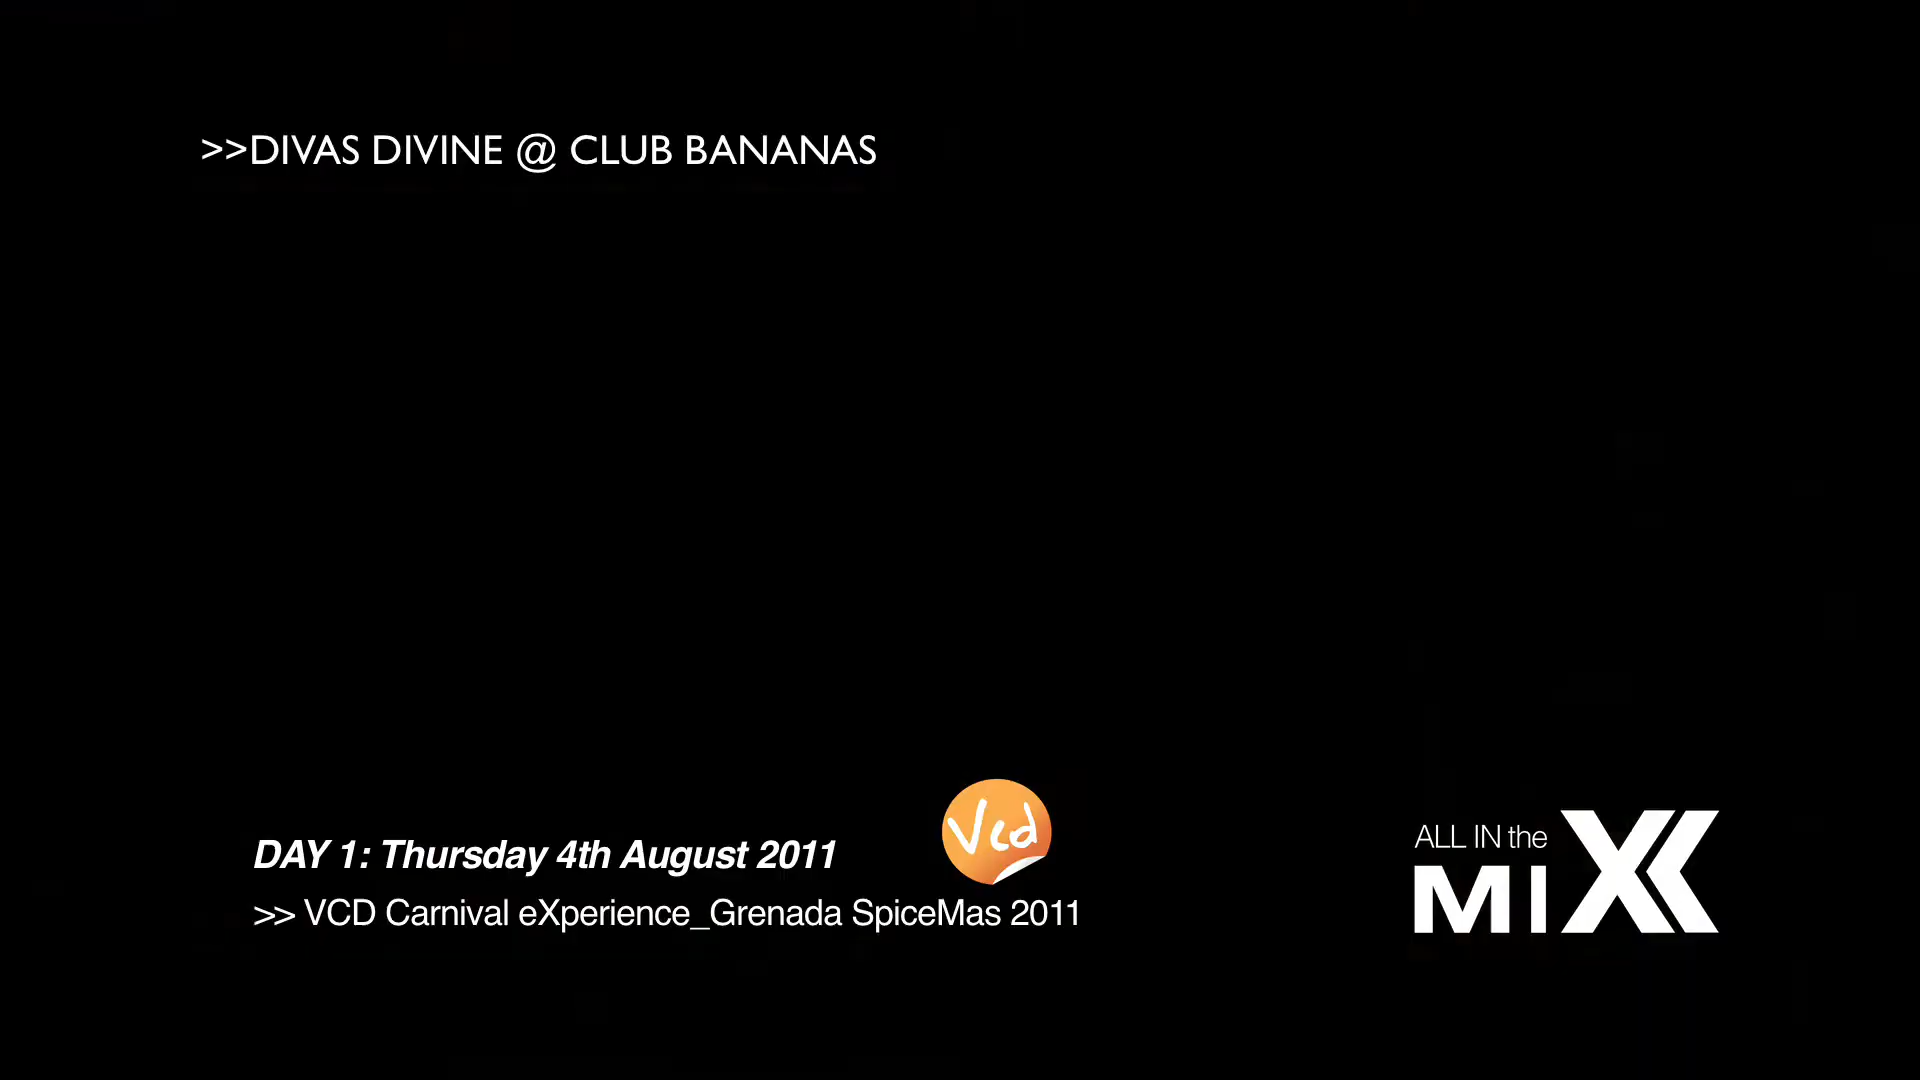 >>DIVAS DIVINE @ CLUB BANANAS
Vcd
DAY 1: Thursday 4th August 2011
>> VCD Carnival eXperience_Grenada SpiceMas 2011
ALL IN the
MIXX